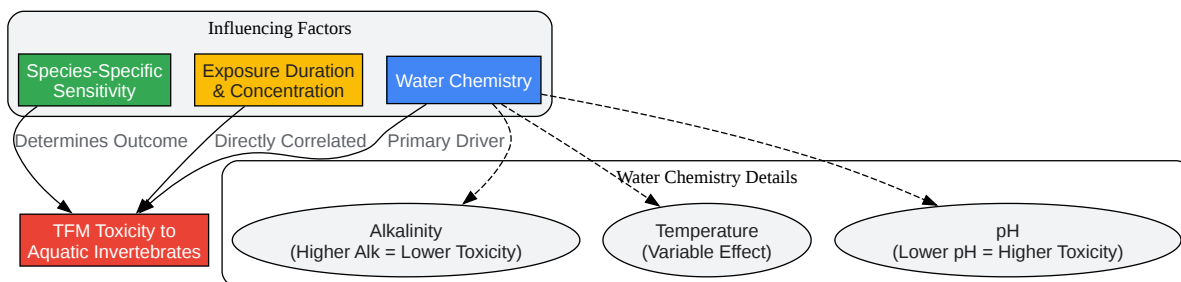 Influencing Factors
Species-Specific
Sensitivity
Exposure Duration
& Concentration
Water Chemistry
Determines Outcome
Directly Correlated
Primary Driver
Water Chemistry Details
TFM Toxicity to
Aquatic Invertebrates
Alkalinity
(Higher Alk = Lower Toxicity)
Temperature
(Variable Effect)
pH
(Lower pH = Higher Toxicity)